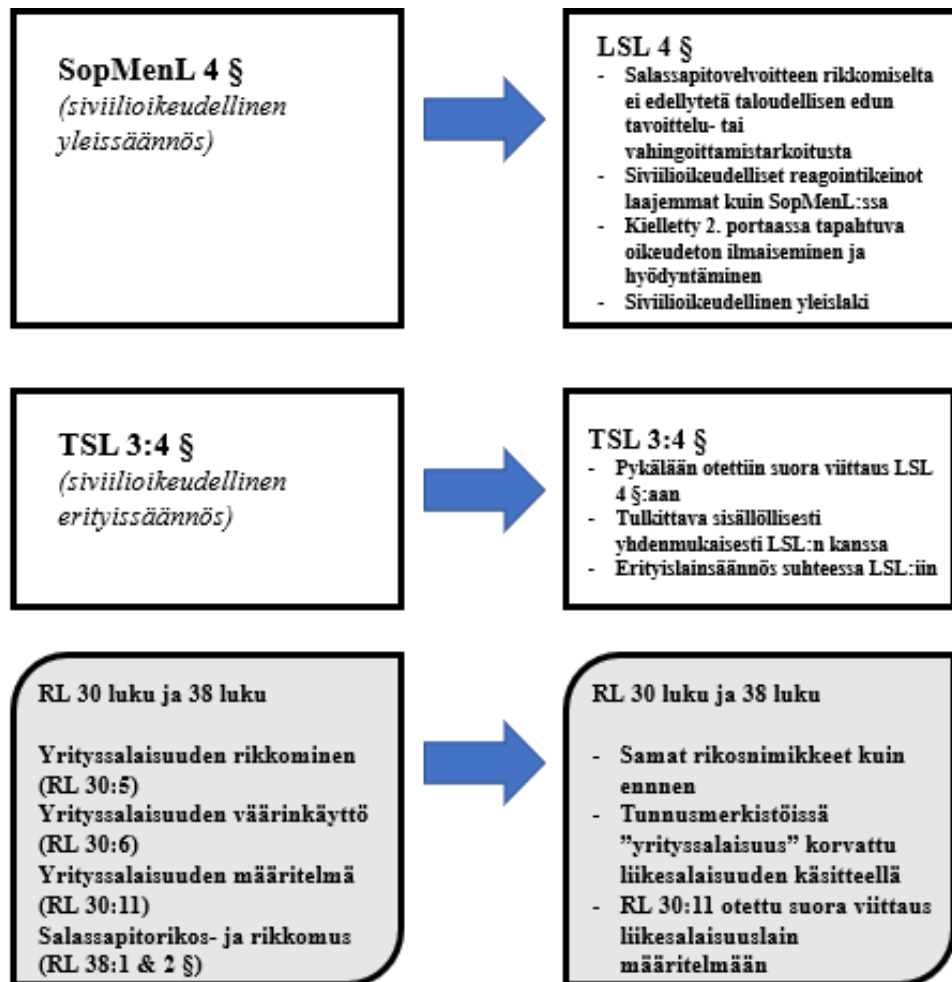 SopMenL 4 §
(siviilioikeudellinen
yleissäännös)
LSL 4 §
- Salassapitovelvoitteen rikkomiselta
ei edellytetä taloudellisen edun
tavoittelu- tai
vahingoittamistarkoitusta
- Siviilioikeudelliset reagointikeinot
laajemmat kuin SopMenL:ssa
- Kielletty 2. portaassa tapahtuva
oikeudeton ilmaiseminen ja
hyödyntäminen
- Siviilioikeudellinen yleislaki
TSL 3:4 §
(siviilioikeudellinen
erityissäännös)
TSL 3:4 §
- Pykälään otettiin suora viittaus LSL
4 §:aan
- Tulkittava sisällöllisesti
yhdenmukaisesti LSL:n kanssa
- Erityislainsäännös suhteessa LSL:iin
RL 30 luku ja 38 luku
Yrityssalaisuuden rikkominen
(RL 30:5)
Yrityssalaisuuden väärinkäyttö
(RL 30:6)
Yrityssalaisuuden määritelmä
(RL 30:11)
Salassapitorikos- ja rikkomus
(RL 38:1 & 2 §)
RL 30 luku ja 38 luku
- Samat rikosnimikkeet kuin
ennnen
- Tunnusmerkistöissä
”yrityssalaisuus” korvattu
liikesalaisuuden käsitteellä
- RL 30:11 otettu suora viittaus
liikesalaisuuslain
määritelmään